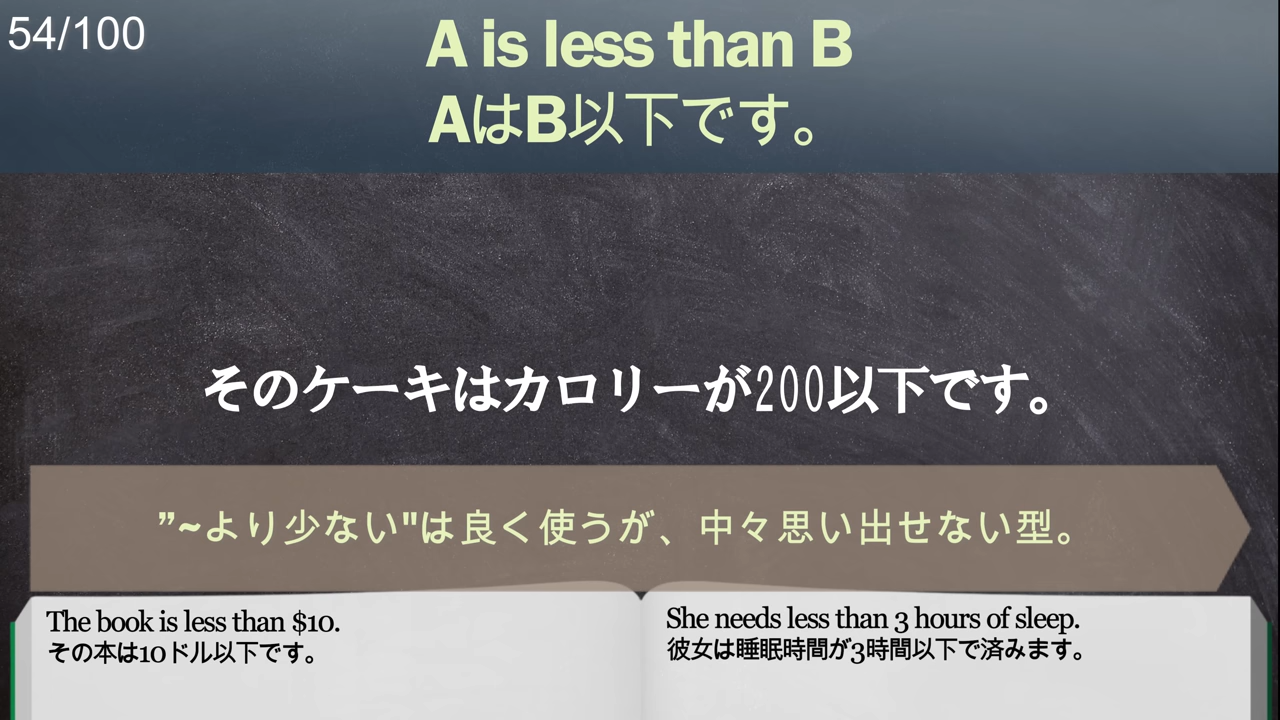 54/100
A is less than B
AはB以下です。
そのケーキはカロリーが200以下です。
”~より少ない"は良く使うが、中々思い出せない型。
The book is less than $10.
その本は10ドル以下です。
She needs less than 3 hours of sleep.
彼女は睡眠時間が3時間以下で済みます。